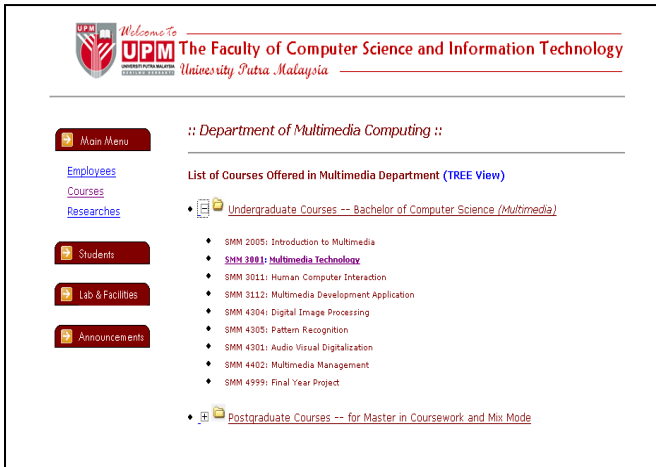 UPM
Welcome To
UPM
UNIVERSITI PUTRA MALAYSIA
BERILMU BERBAKTI
The Faculty of Computer Science and Information Technology
Univesrity Putra Malaysia
:: Department of Multimedia Computing ::
Main Menu
Employees
Courses
Researches
Students
Lab & Facilities
Announcements
List of Courses Offered in Multimedia Department (TREE View)
Undergraduate Courses -- Bachelor of Computer Science (Multimedia)
SMM 2005: Introduction to Multimedia
SMM 3001: Multimedia Technology
SMM 3011: Human Computer Interaction
SMM 3112: Multimedia Development Application
SMM 4304: Digital Image Processing
SMM 4305: Pattern Recognition
SMM 4301: Audio Visual Digitalization
SMM 4402: Multimedia Management
SMM 4999: Final Year Project
Postgraduate Courses -- for Master in Coursework and Mix Mode